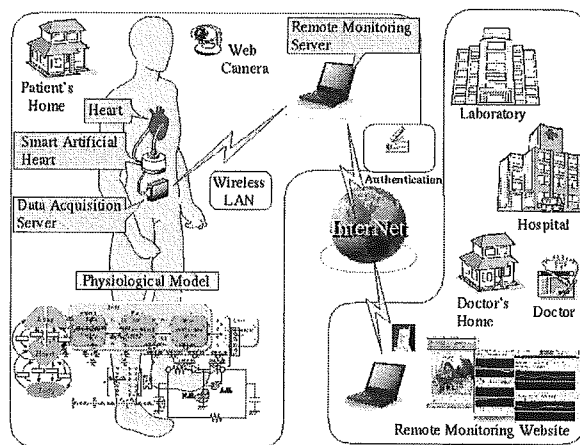 Patient's
Home
Web
Camera
Remote Monitoring
Server
Heart
Smart Artificial
Heart
Data Acquisition
Server
Wireless
LAN
Authentication
InterNet
Physiological Model
Laboratory
Hospital
Doctor's
Home
Doctor
Remote Monitoring Website